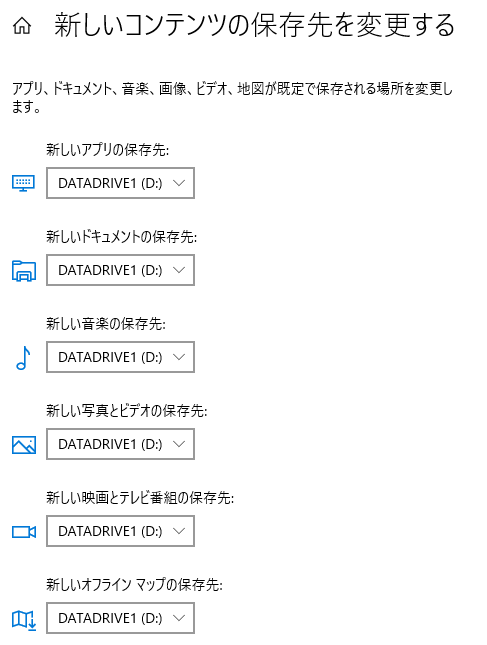 新しいコンテンツの保存先を変更する
アプリ、ドキュメント、音楽、画像、ビデオ、地図が既定で保存される場所を変更し
ます。
新しいアプリの保存先:
DATADRIVE1 (D:)
新しいドキュメントの保存先:
DATADRIVE1 (D:)
新しい音楽の保存先:
DATADRIVE1 (D:)
新しい写真とビデオの保存先:
DATADRIVE1 (D:)
新しい映画とテレビ番組の保存先:
DATADRIVE1 (D:)
新しいオフライン マップの保存先:
DATADRIVE1 (D:)